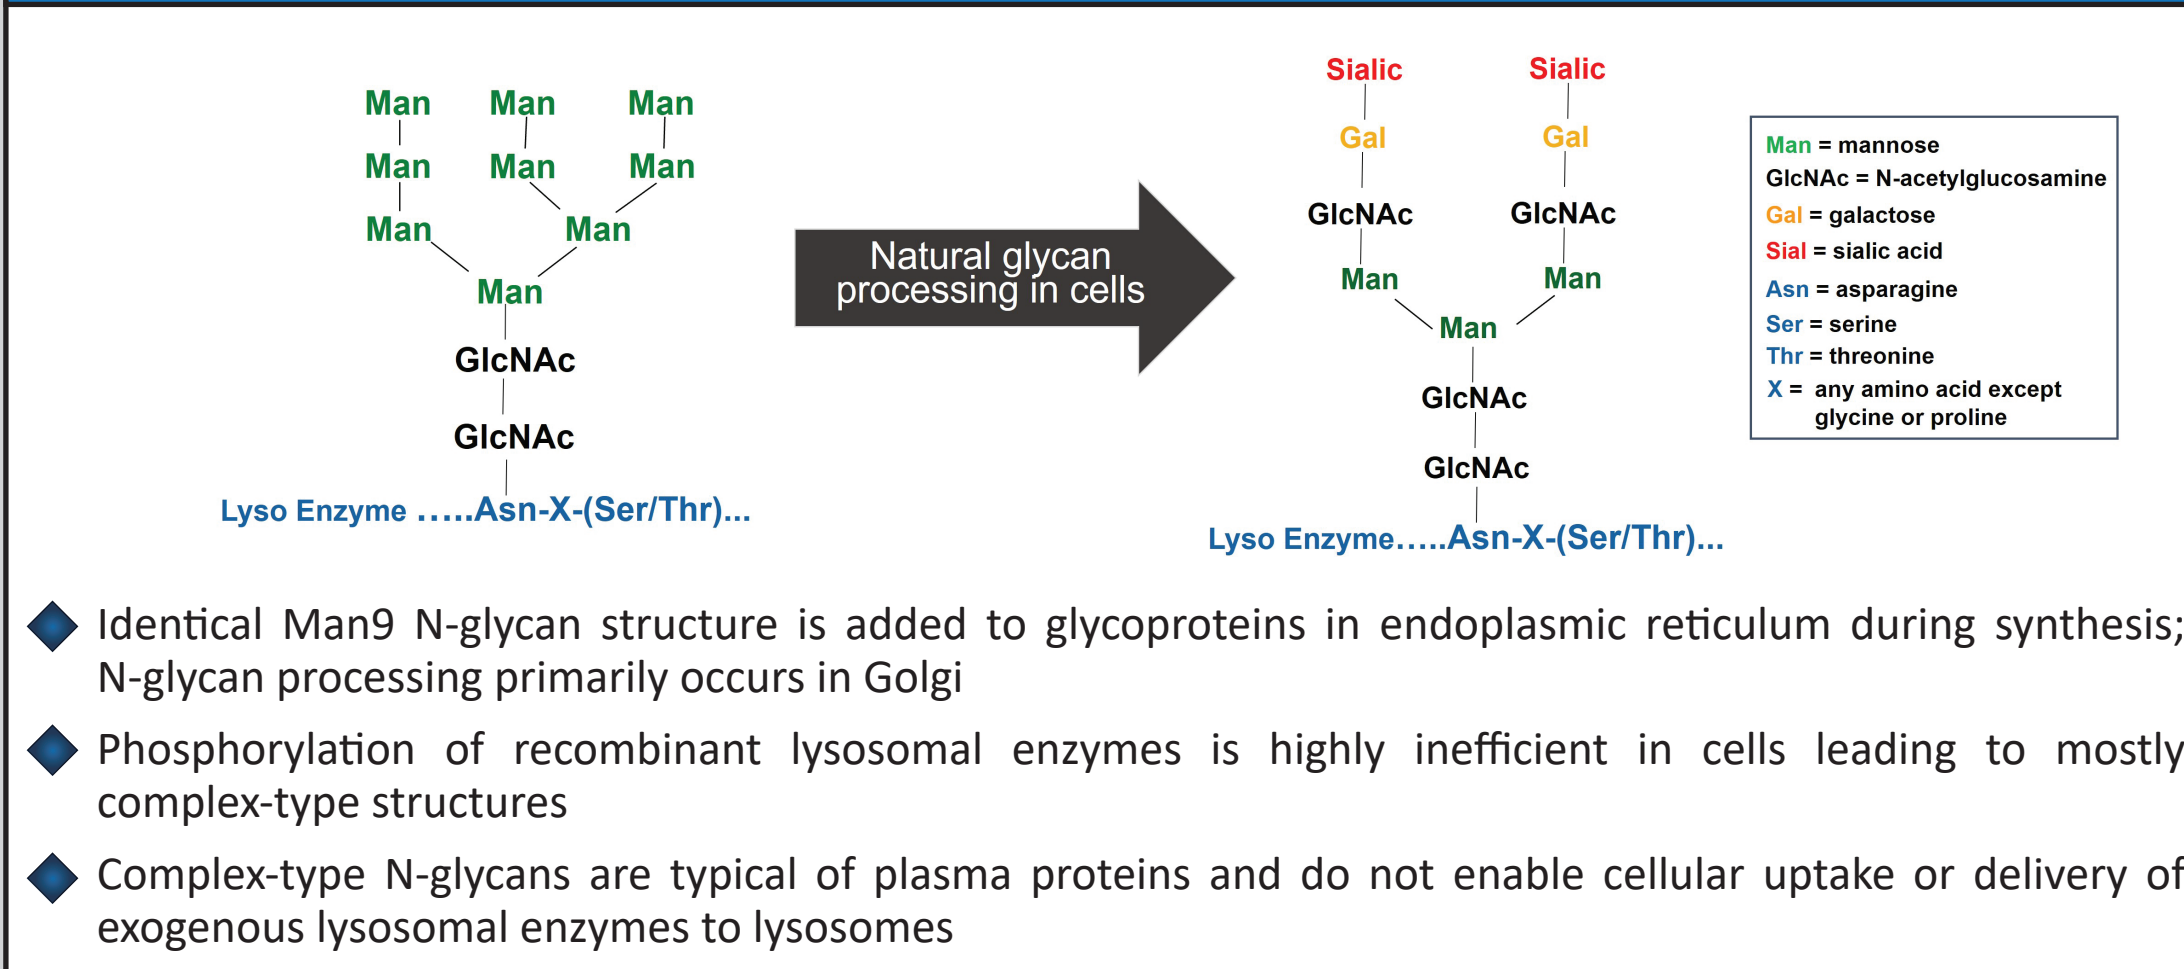 Man Man Man
Man Man Man
Man Man
Man
GlcNAc
GlcNAc
Lyso Enzyme …..Asn-X-(Ser/Thr)...
Natural glycan
processing in cells
Sialic Sialic
Gal Gal
GlcNAc GlcNAc
Man Man
Man
GlcNAc
GlcNAc
Lyso Enzyme…..Asn-X-(Ser/Thr)...
Man = mannose
GlcNAc = N-acetylglucosamine
Gal = galactose
Sial = sialic acid
Asn = asparagine
Ser = serine
Thr = threonine
X = any amino acid except
glycine or proline
Identical Man9 N-glycan structure is added to glycoproteins in endoplasmic reticulum during synthesis;
N-glycan processing primarily occurs in Golgi
Phosphorylation of recombinant lysosomal enzymes is highly inefficient in cells leading to mostly
complex-type structures
Complex-type N-glycans are typical of plasma proteins and do not enable cellular uptake or delivery of
exogenous lysosomal enzymes to lysosomes